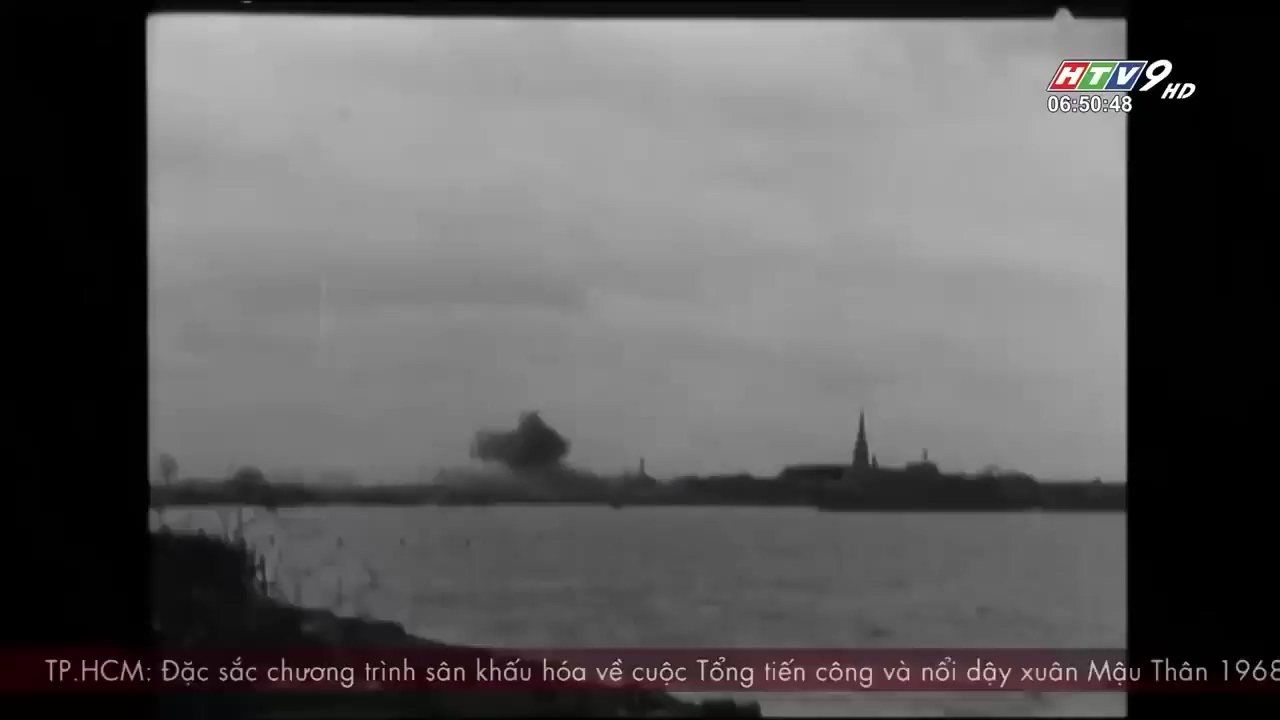 HTV9 HD
06:50:48
TP.HCM: Đặc sắc chương trình sân khấu hóa về cuộc Tổng tiến công và nổi dậy xuân Mậu Thân 1968